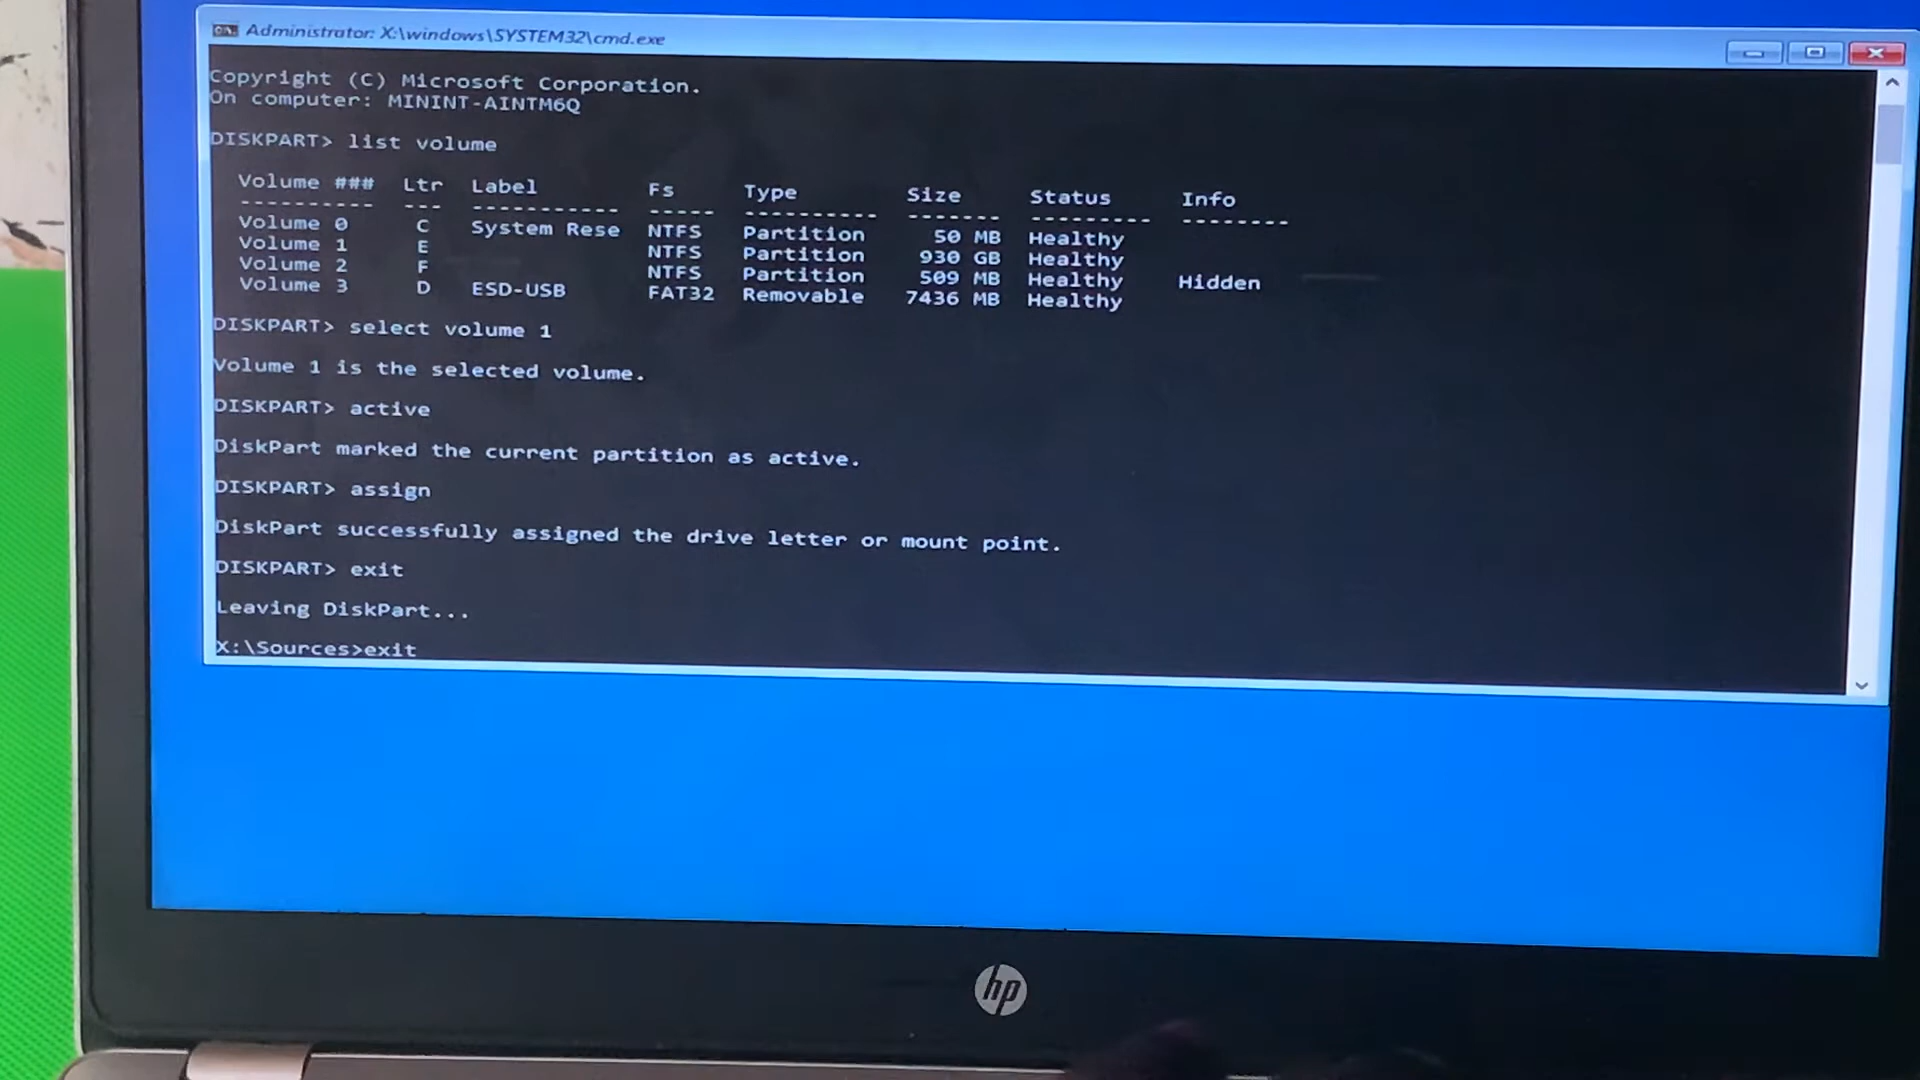 Administrator: X:\windows\SYSTEM32\cmd.exe
Copyright (C) Microsoft Corporation.
On computer: MININT-AINTM6Q
DISKPART> list volume
Volume ### Ltr Label Fs Type Size Status Info
---------- --- ----------- ----- ---------- ------- --------- --------
Volume 0 C System Rese NTFS Partition 50 MB Healthy
Volume 1 E NTFS Partition 930 GB Healthy
Volume 2 F NTFS Partition 509 MB Healthy Hidden
Volume 3 D ESD-USB FAT32 Removable 7436 MB Healthy
DISKPART> select volume 1
Volume 1 is the selected volume.
DISKPART> active
DiskPart marked the current partition as active.
DISKPART> assign
DiskPart successfully assigned the drive letter or mount point.
DISKPART> exit
Leaving DiskPart...
X:\Sources>exit
hp